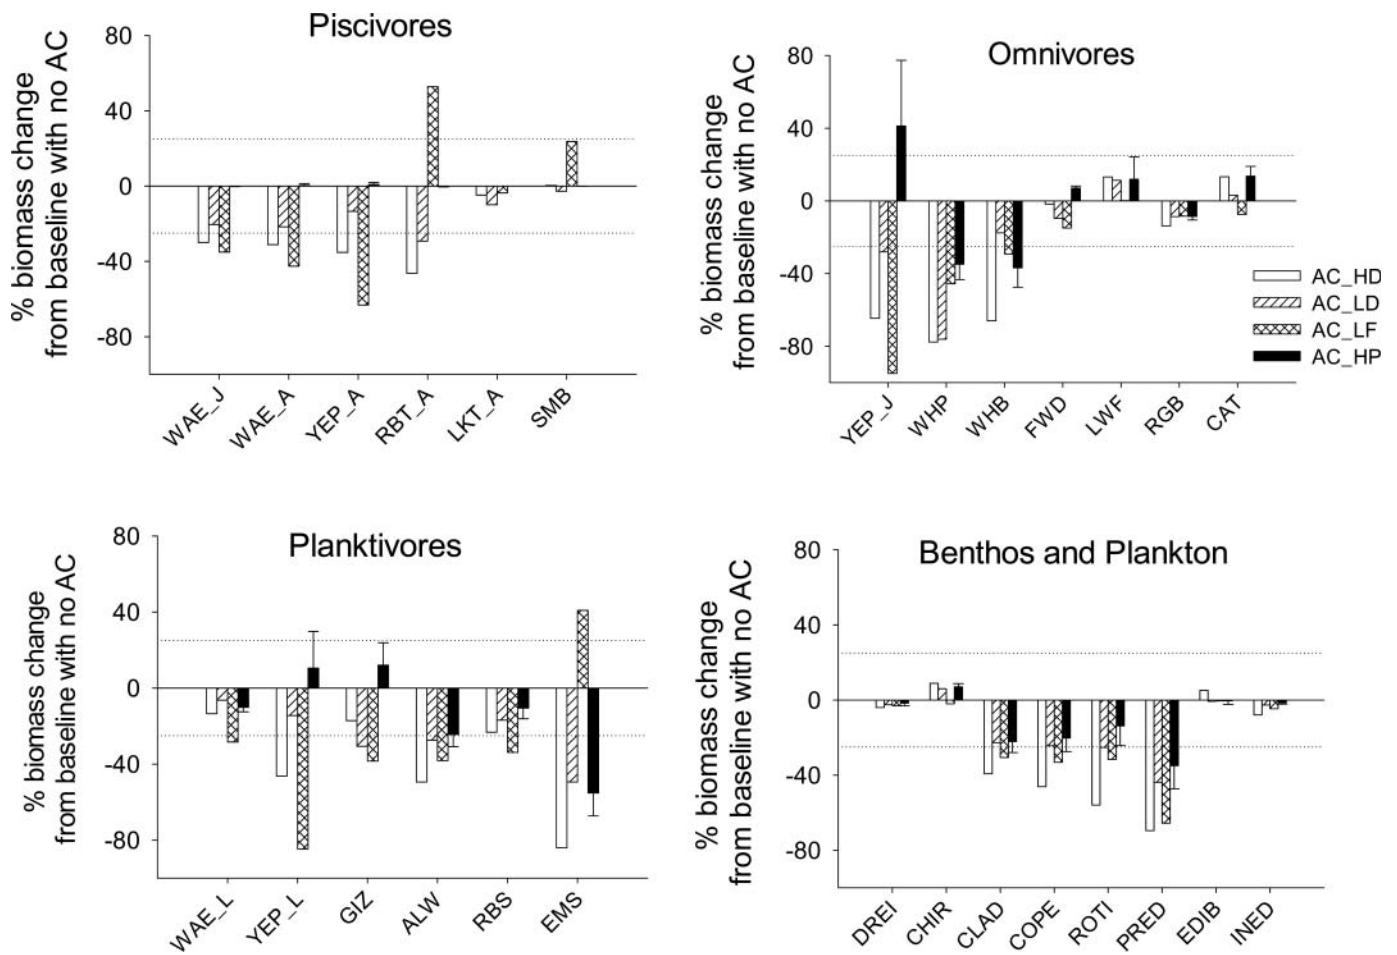 Piscivores
% biomass change
from baseline with no AC
80
40
0
-40
-80
WAE_J
WAE_A
YEP_A
RBT_A
LKT_A
SMB
Omnivores
% biomass change
from baseline with no AC
80
40
0
-40
-80
YEP_J
WHP
WHB
FWD
LWF
RGB
CAT
AC_HD
AC_LD
AC_LF
AC_HP
Planktivores
% biomass change
from baseline with no AC
80
40
0
-40
-80
WAE_L
YEP_L
GIZ
ALW
RBS
EMS
Benthos and Plankton
% biomass change
from baseline with no AC
80
40
0
-40
-80
DREI
CHIR
CLAD
COPE
ROTI
PRED
EDIB
INED